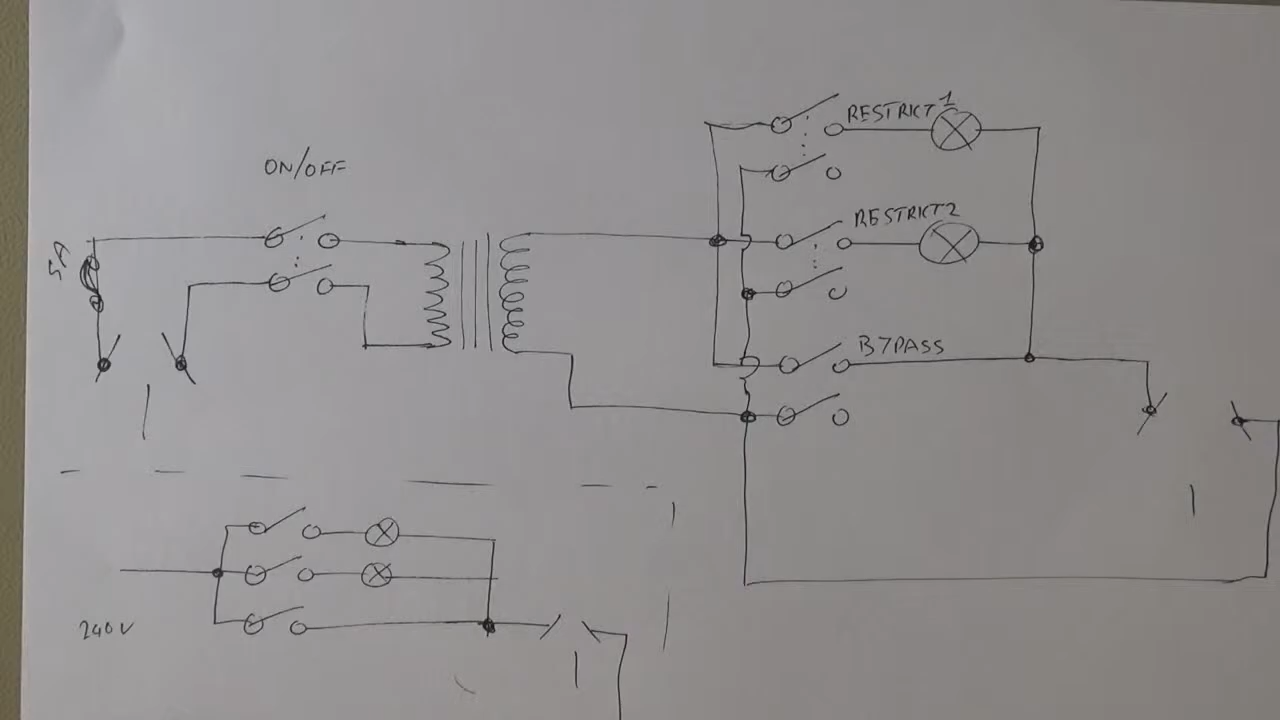 RESTRICT 1
ON/OFF
RESTRICT 2
5A
BYPASS
240V